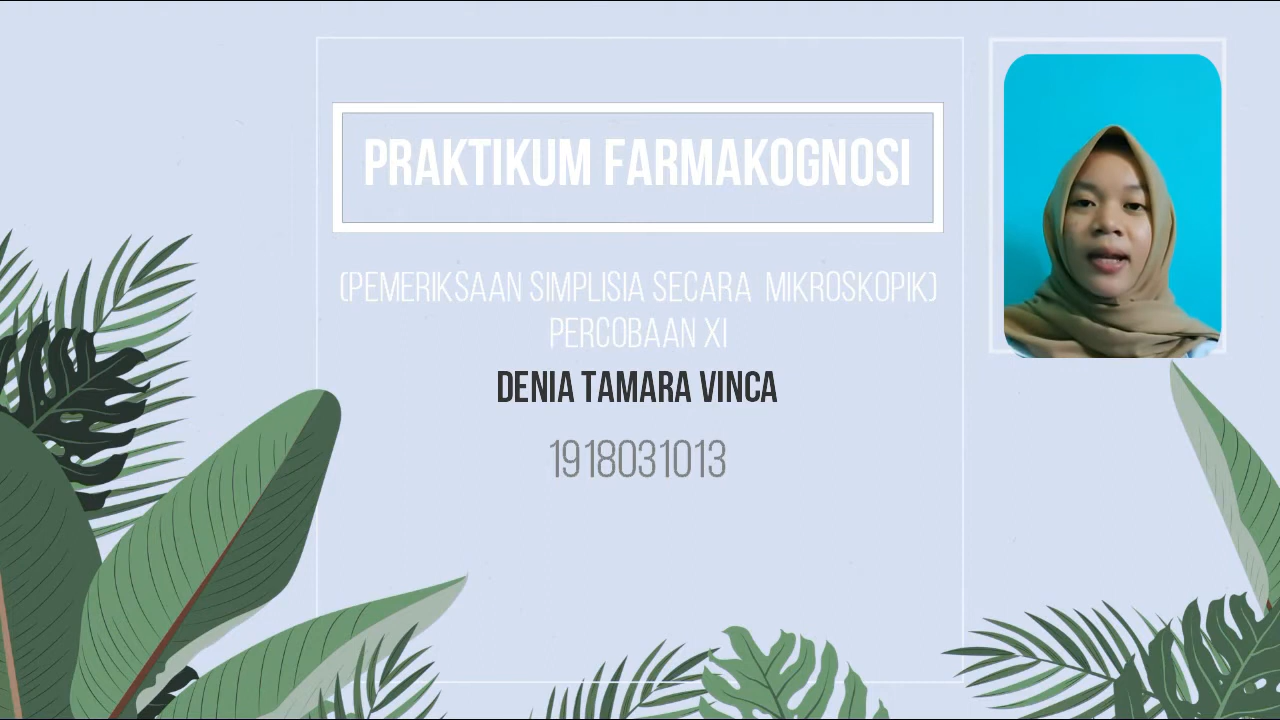 PRAKTIKUM FARMAKOGNOSI
(PEMERIKSAAN SIMPLISIA SECARA MIKROSKOPIK)
PERCOBAAN XI
DENIA TAMARA VINCA
1918031013